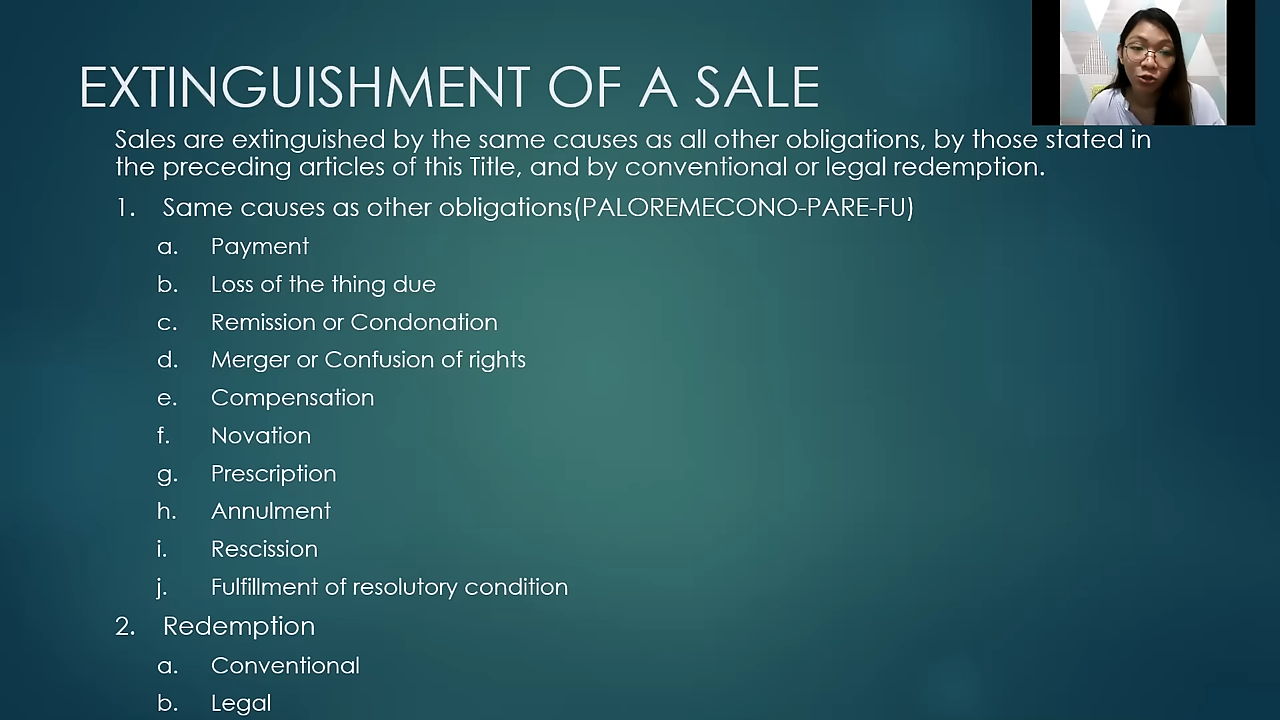 EXTINGUISHMENT OF A SALE
Sales are extinguished by the same causes as all other obligations, by those stated in
the preceding articles of this Title, and by conventional or legal redemption.
1. Same causes as other obligations(PALOREMECONO-PARE-FU)
a. Payment
b. Loss of the thing due
c. Remission or Condonation
d. Merger or Confusion of rights
e. Compensation
f. Novation
g. Prescription
h. Annulment
i. Rescission
j. Fulfillment of resolutory condition
2. Redemption
a. Conventional
b. Legal